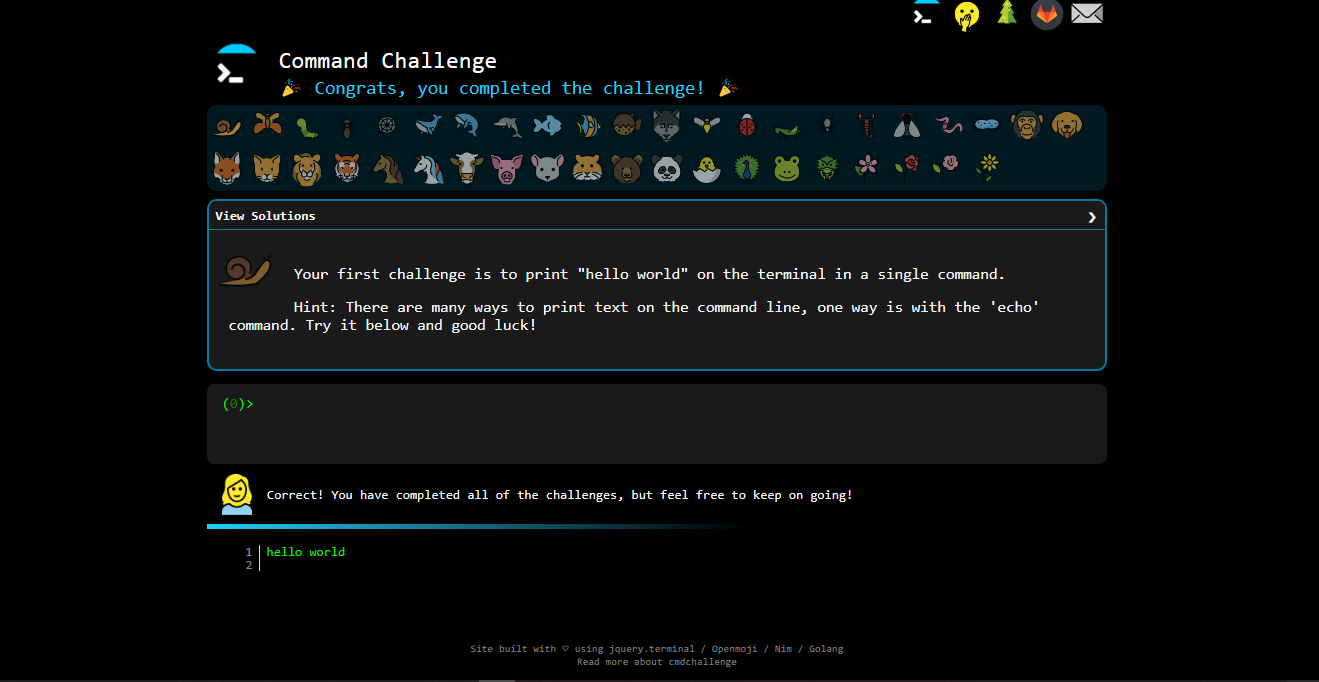 Command Challenge
🎉 Congrats, you completed the challenge! 🎉
View Solutions
Your first challenge is to print "hello world" on the terminal in a single command.
Hint: There are many ways to print text on the command line, one way is with the 'echo'
command. Try it below and good luck!
(0)>
Correct! You have completed all of the challenges, but feel free to keep on going!
1 hello world
2
Site built with ♡ using jquery.terminal / Openmoji / Nim / Golang
Read more about cmdchallenge